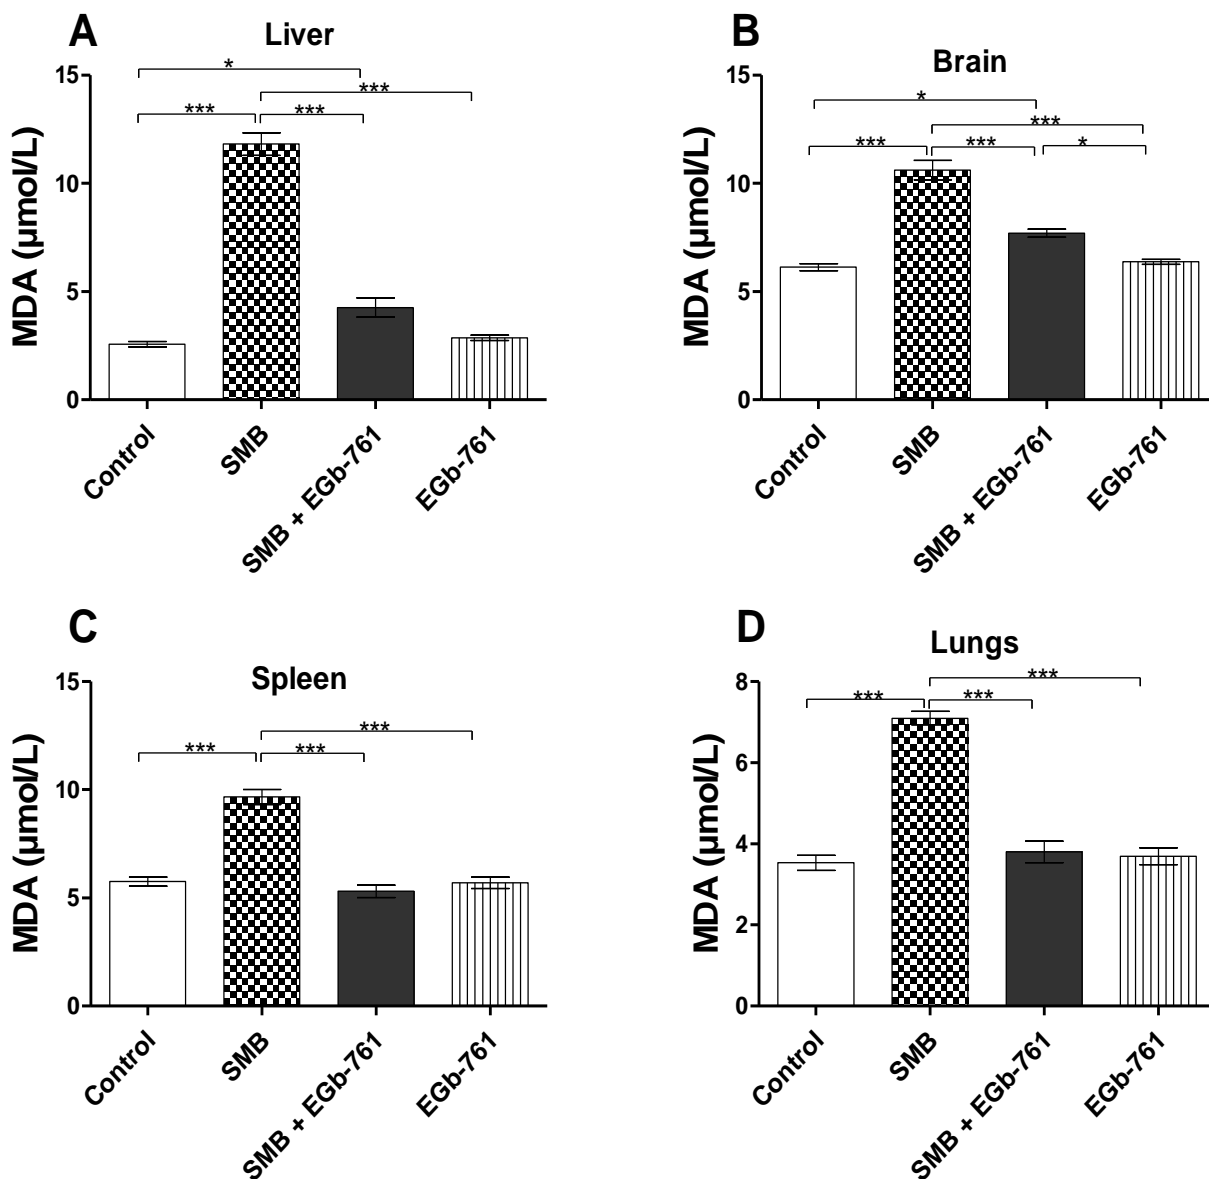 A
Liver
MDA (µmol/L)
15
10
5
0
*
***
***
***
Control
SMB
SMB + EGb-761
EGb-761
B
Brain
MDA (µmol/L)
15
10
5
0
*
***
***
***
*
Control
SMB
SMB + EGb-761
EGb-761
C
Spleen
MDA (µmol/L)
15
10
5
0
***
***
***
Control
SMB
SMB + EGb-761
EGb-761
D
Lungs
MDA (µmol/L)
8
6
4
2
0
***
***
***
Control
SMB
SMB + EGb-761
EGb-761